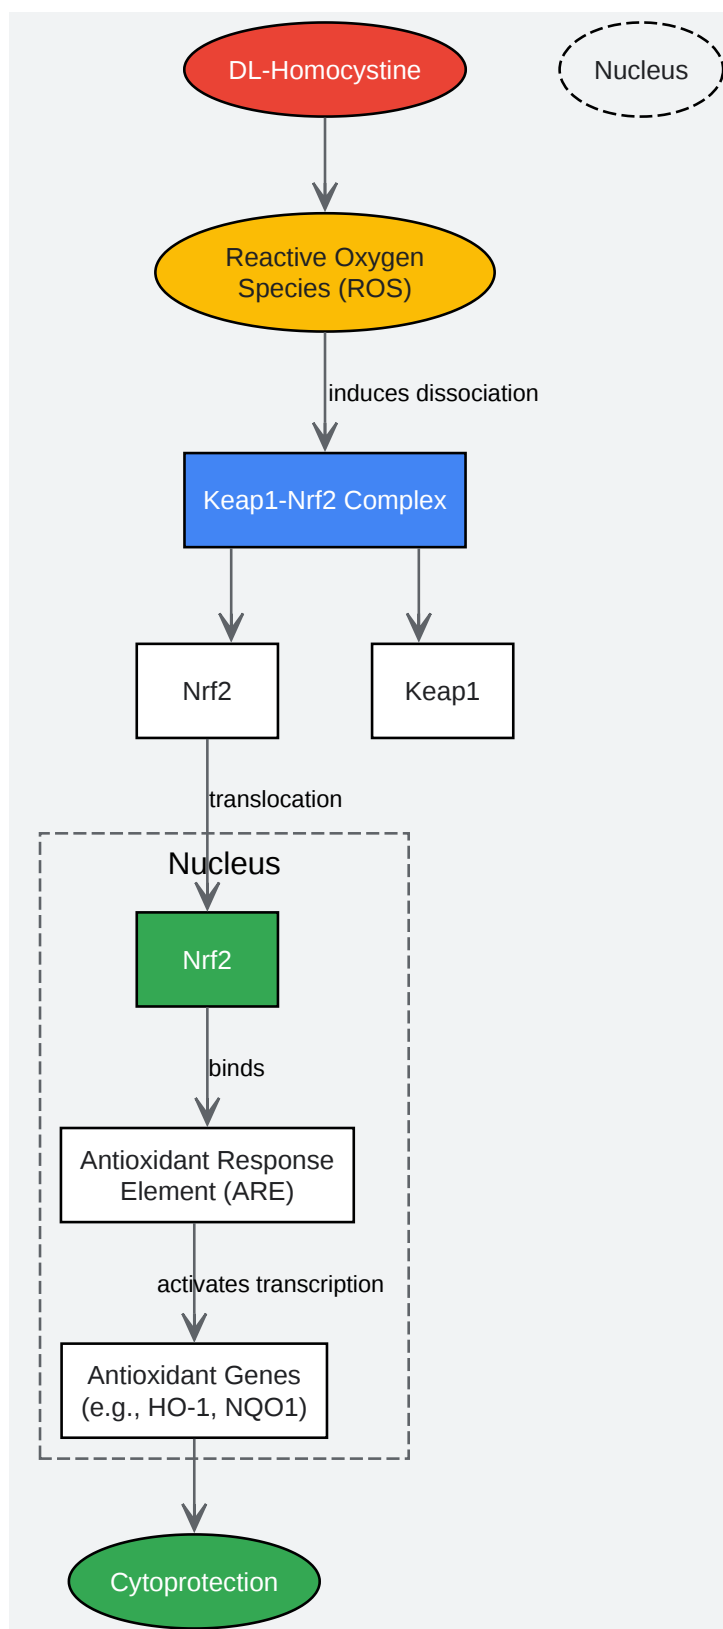 DL-Homocystine
Nucleus
Reactive Oxygen
Species (ROS)
induces dissociation
Keap1-Nrf2 Complex
Nrf2
Keap1
translocation
Nucleus
Nrf2
binds
Antioxidant Response
Element (ARE)
activates transcription
Antioxidant Genes
(e.g., HO-1, NQO1)
Cytoprotection